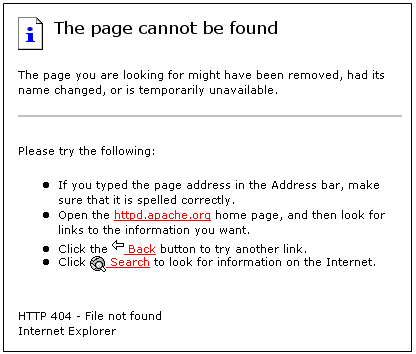 The page cannot be found
The page you are looking for might have been removed, had its
name changed, or is temporarily unavailable.
Please try the following:
If you typed the page address in the Address bar, make
sure that it is spelled correctly.
Open the httpd.apache.org home page, and then look for
links to the information you want.
Click the Back button to try another link.
Click Search to look for information on the Internet.
HTTP 404 - File not found
Internet Explorer